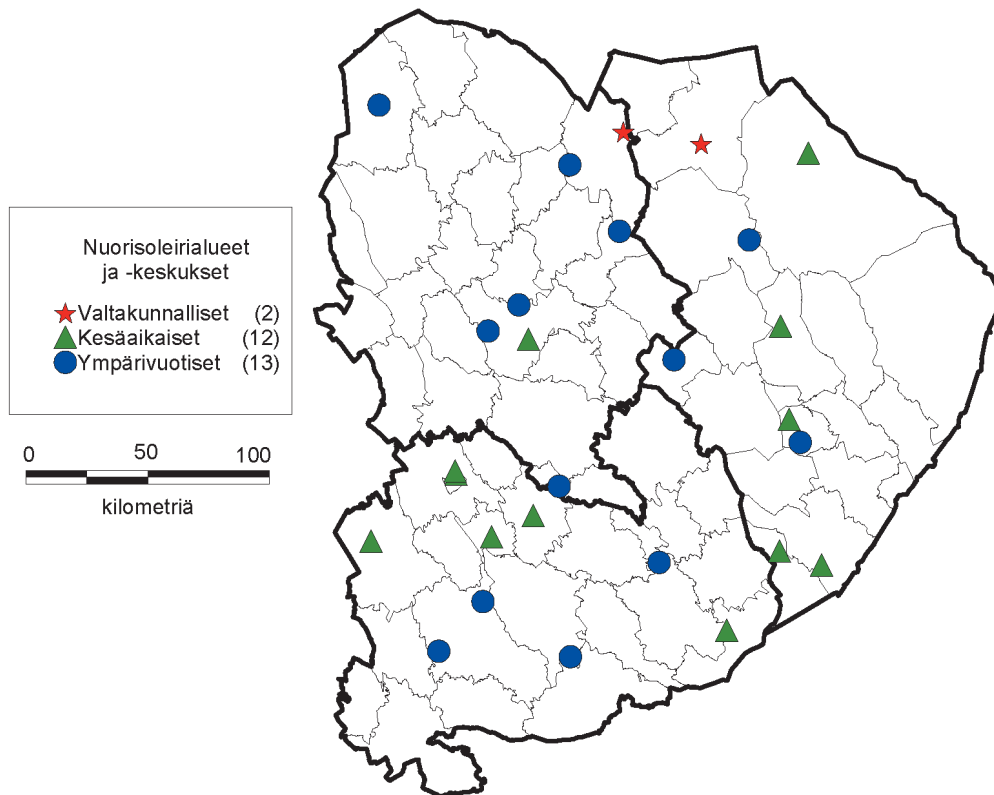 Nuorisoleirialueet
ja -keskukset
Valtakunnalliset (2)
Kesäaikaiset (12)
Ympärivuotiset (13)
0 50 100
kilometriä